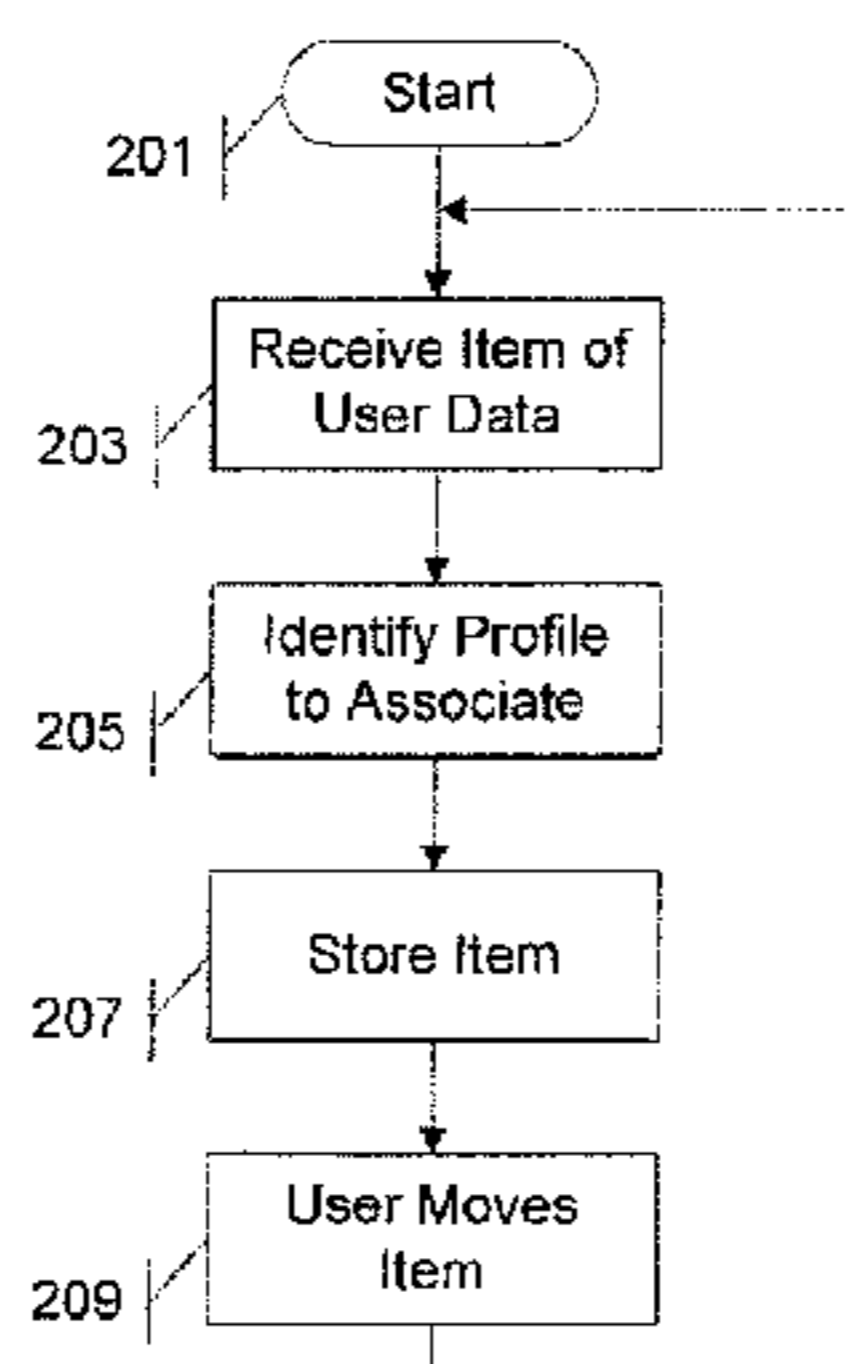 Start
201
Receive Item of
User Data
203
Identify Profile
to Associate
205
Store Item
207
User Moves
Item
209